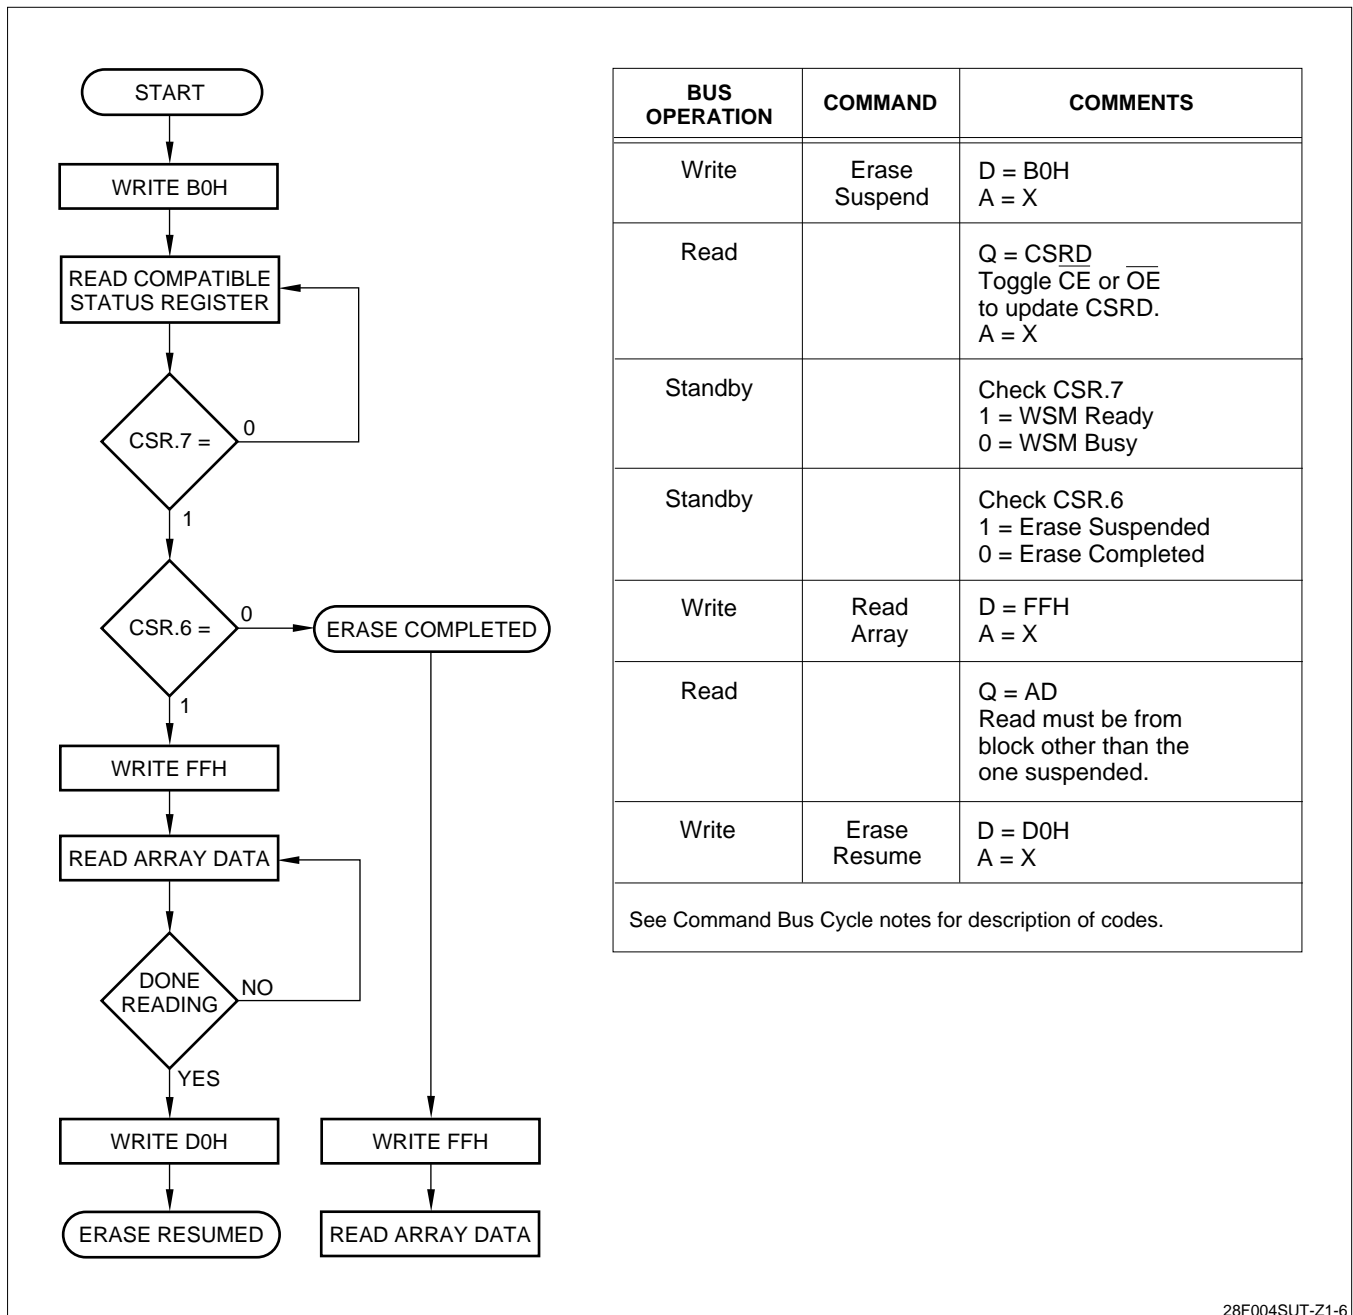 START
WRITE B0H
READ COMPATIBLE
STATUS REGISTER
CSR.7 =
0
1
CSR.6 =
0
ERASE COMPLETED
1
WRITE FFH
READ ARRAY DATA
DONE
READING
NO
YES
WRITE D0H
WRITE FFH
ERASE RESUMED
READ ARRAY DATA
BUS
OPERATION
COMMAND
COMMENTS
Write
Erase
Suspend
D = B0H
A = X
Read
Q = CSRD
Toggle C̅E̅ or O̅E̅
to update CSRD.
A = X
Standby
Check CSR.7
1 = WSM Ready
0 = WSM Busy
Standby
Check CSR.6
1 = Erase Suspended
0 = Erase Completed
Write
Read
Array
D = FFH
A = X
Read
Q = AD
Read must be from
block other than the
one suspended.
Write
Erase
Resume
D = D0H
A = X
See Command Bus Cycle notes for description of codes.
28F004SUT-Z1-6